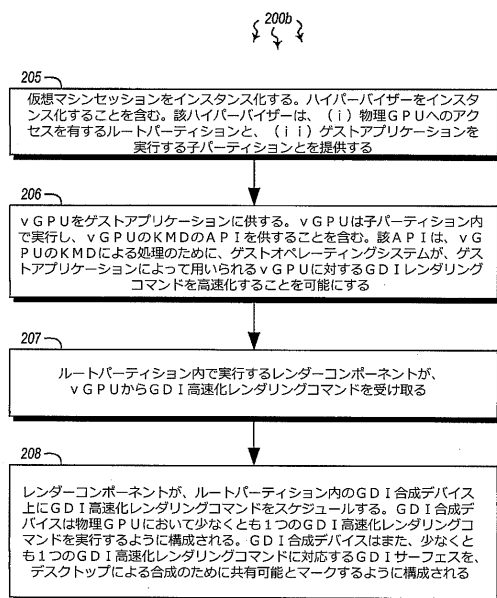 200b
205
仮想マシンセッションをインスタンス化する。ハイパーバイザーをインスタ
ンス化することを含む。該ハイパーバイザーは、(i)物理GPUへのア
クセスを有するルートパーティションと、(ii)ゲストアプリケーションを
実行する子パーティションとを提供する
206
vGPUをゲストアプリケーションに供する。vGPUは子パーティション内
で実行し、vGPUのKMDのAPIを供することを含む。該APIは、vG
PUのKMDによる処理のために、ゲストオペレーティングシステムが、ゲス
トアプリケーションによって用いられるvGPUに対するGDIレンダリング
コマンドを高速化することを可能にする
207
ルートパーティション内で実行するレンダーコンポーネントが、
vGPUからGDI高速化レンダリングコマンドを受け取る
208
レンダーコンポーネントが、ルートパーティション内のGDI合成デバイス
上にGDI高速化レンダリングコマンドをスケジュールする。GDI合成デ
バイスは物理GPUにおいて少なくとも1つのGDI高速化レンダリングコ
マンドを実行するように構成される。GDI合成デバイスはまた、少なくと
も1つのGDI高速化レンダリングコマンドに対応するGDIサーフェスを、
デスクトップによる合成のために共有可能とマークするように構成される